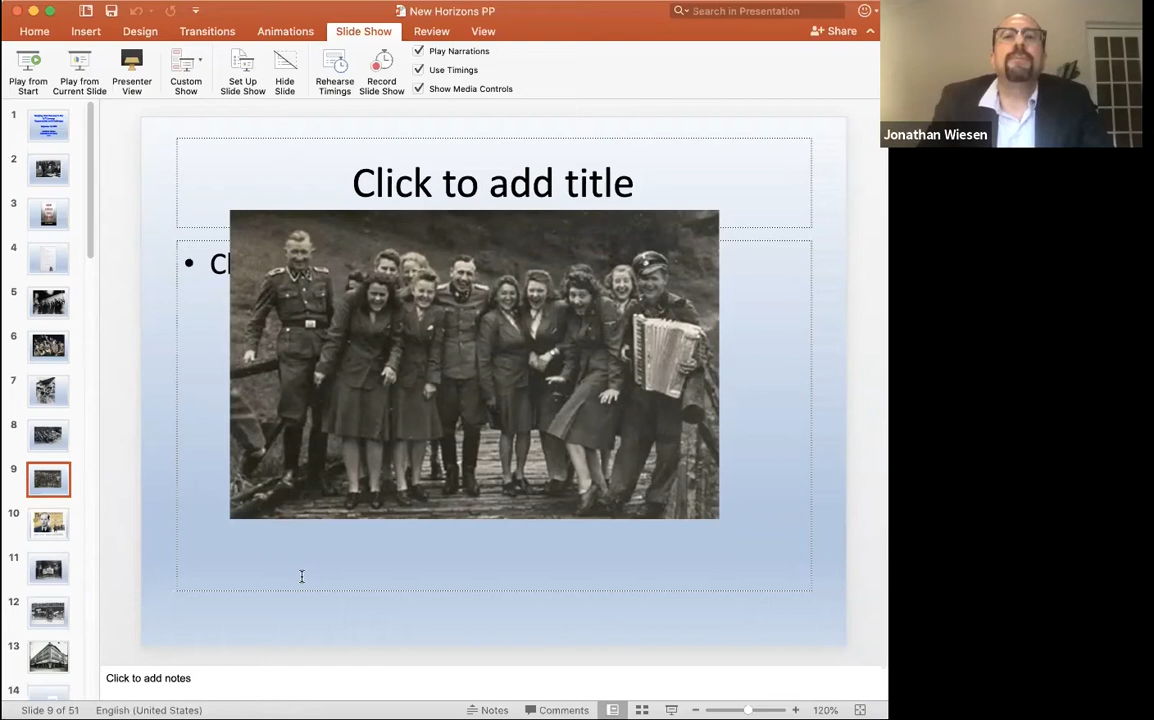 New Horizons PP
Search in Presentation
Home Insert Design Transitions Animations Slide Show Review View
Share
Play from Start
Play from Current Slide
Presenter View
Custom Show
Set Up Slide Show
Hide Slide
Rehearse Timings
Record Slide Show
Play Narrations
Use Timings
Show Media Controls
Jonathan Wiesen
1
2
3
4
5
6
7
8
9
10
11
12
13
14
Click to add title
• Cl
Click to add notes
Slide 9 of 51
English (United States)
Notes
Comments
120%